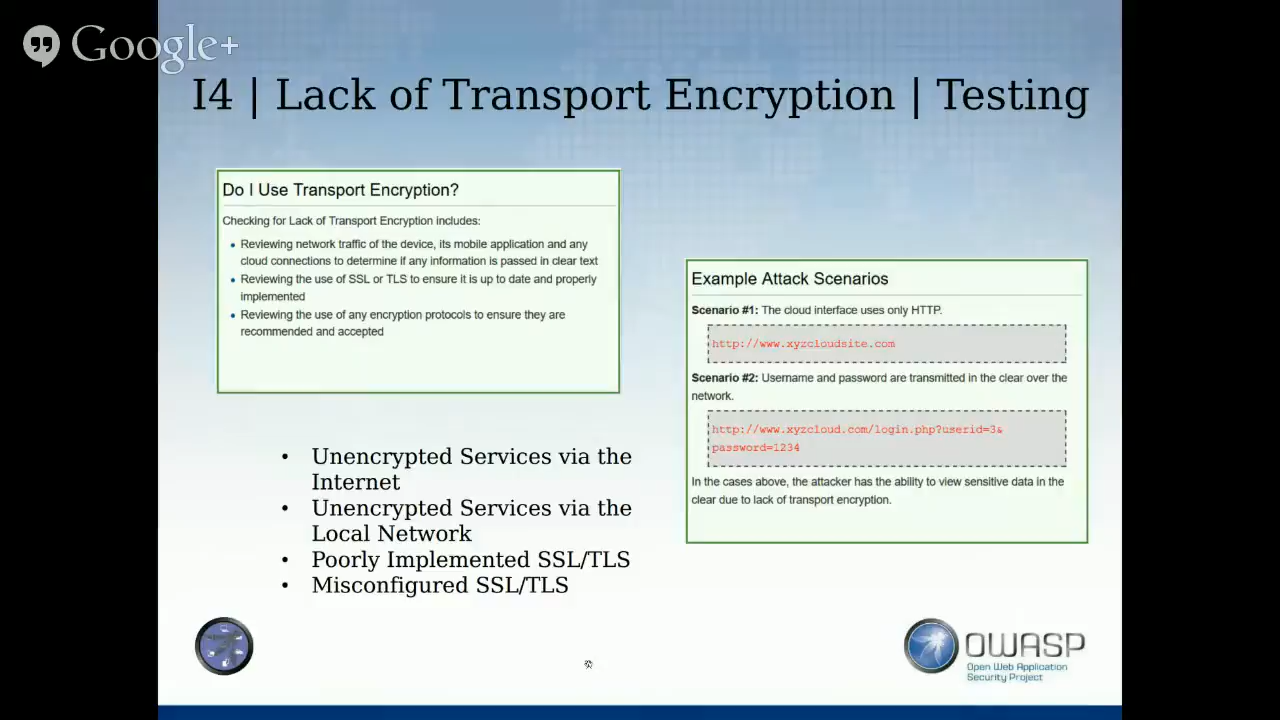 Google+
I4 | Lack of Transport Encryption | Testing
Do I Use Transport Encryption?
Checking for Lack of Transport Encryption includes:
• Reviewing network traffic of the device, its mobile application and any
cloud connections to determine if any information is passed in clear text
• Reviewing the use of SSL or TLS to ensure it is up to date and properly
implemented
• Reviewing the use of any encryption protocols to ensure they are
recommended and accepted
Example Attack Scenarios
Scenario #1: The cloud interface uses only HTTP.
http://www.xyzcloudsite.com
Scenario #2: Username and password are transmitted in the clear over the
network.
http://www.xyzcloud.com/login.php?userid=3&
password=1234
In the cases above, the attacker has the ability to view sensitive data in the
clear due to lack of transport encryption.
• Unencrypted Services via the
Internet
• Unencrypted Services via the
Local Network
• Poorly Implemented SSL/TLS
• Misconfigured SSL/TLS
OWASP
Open Web Application
Security Project